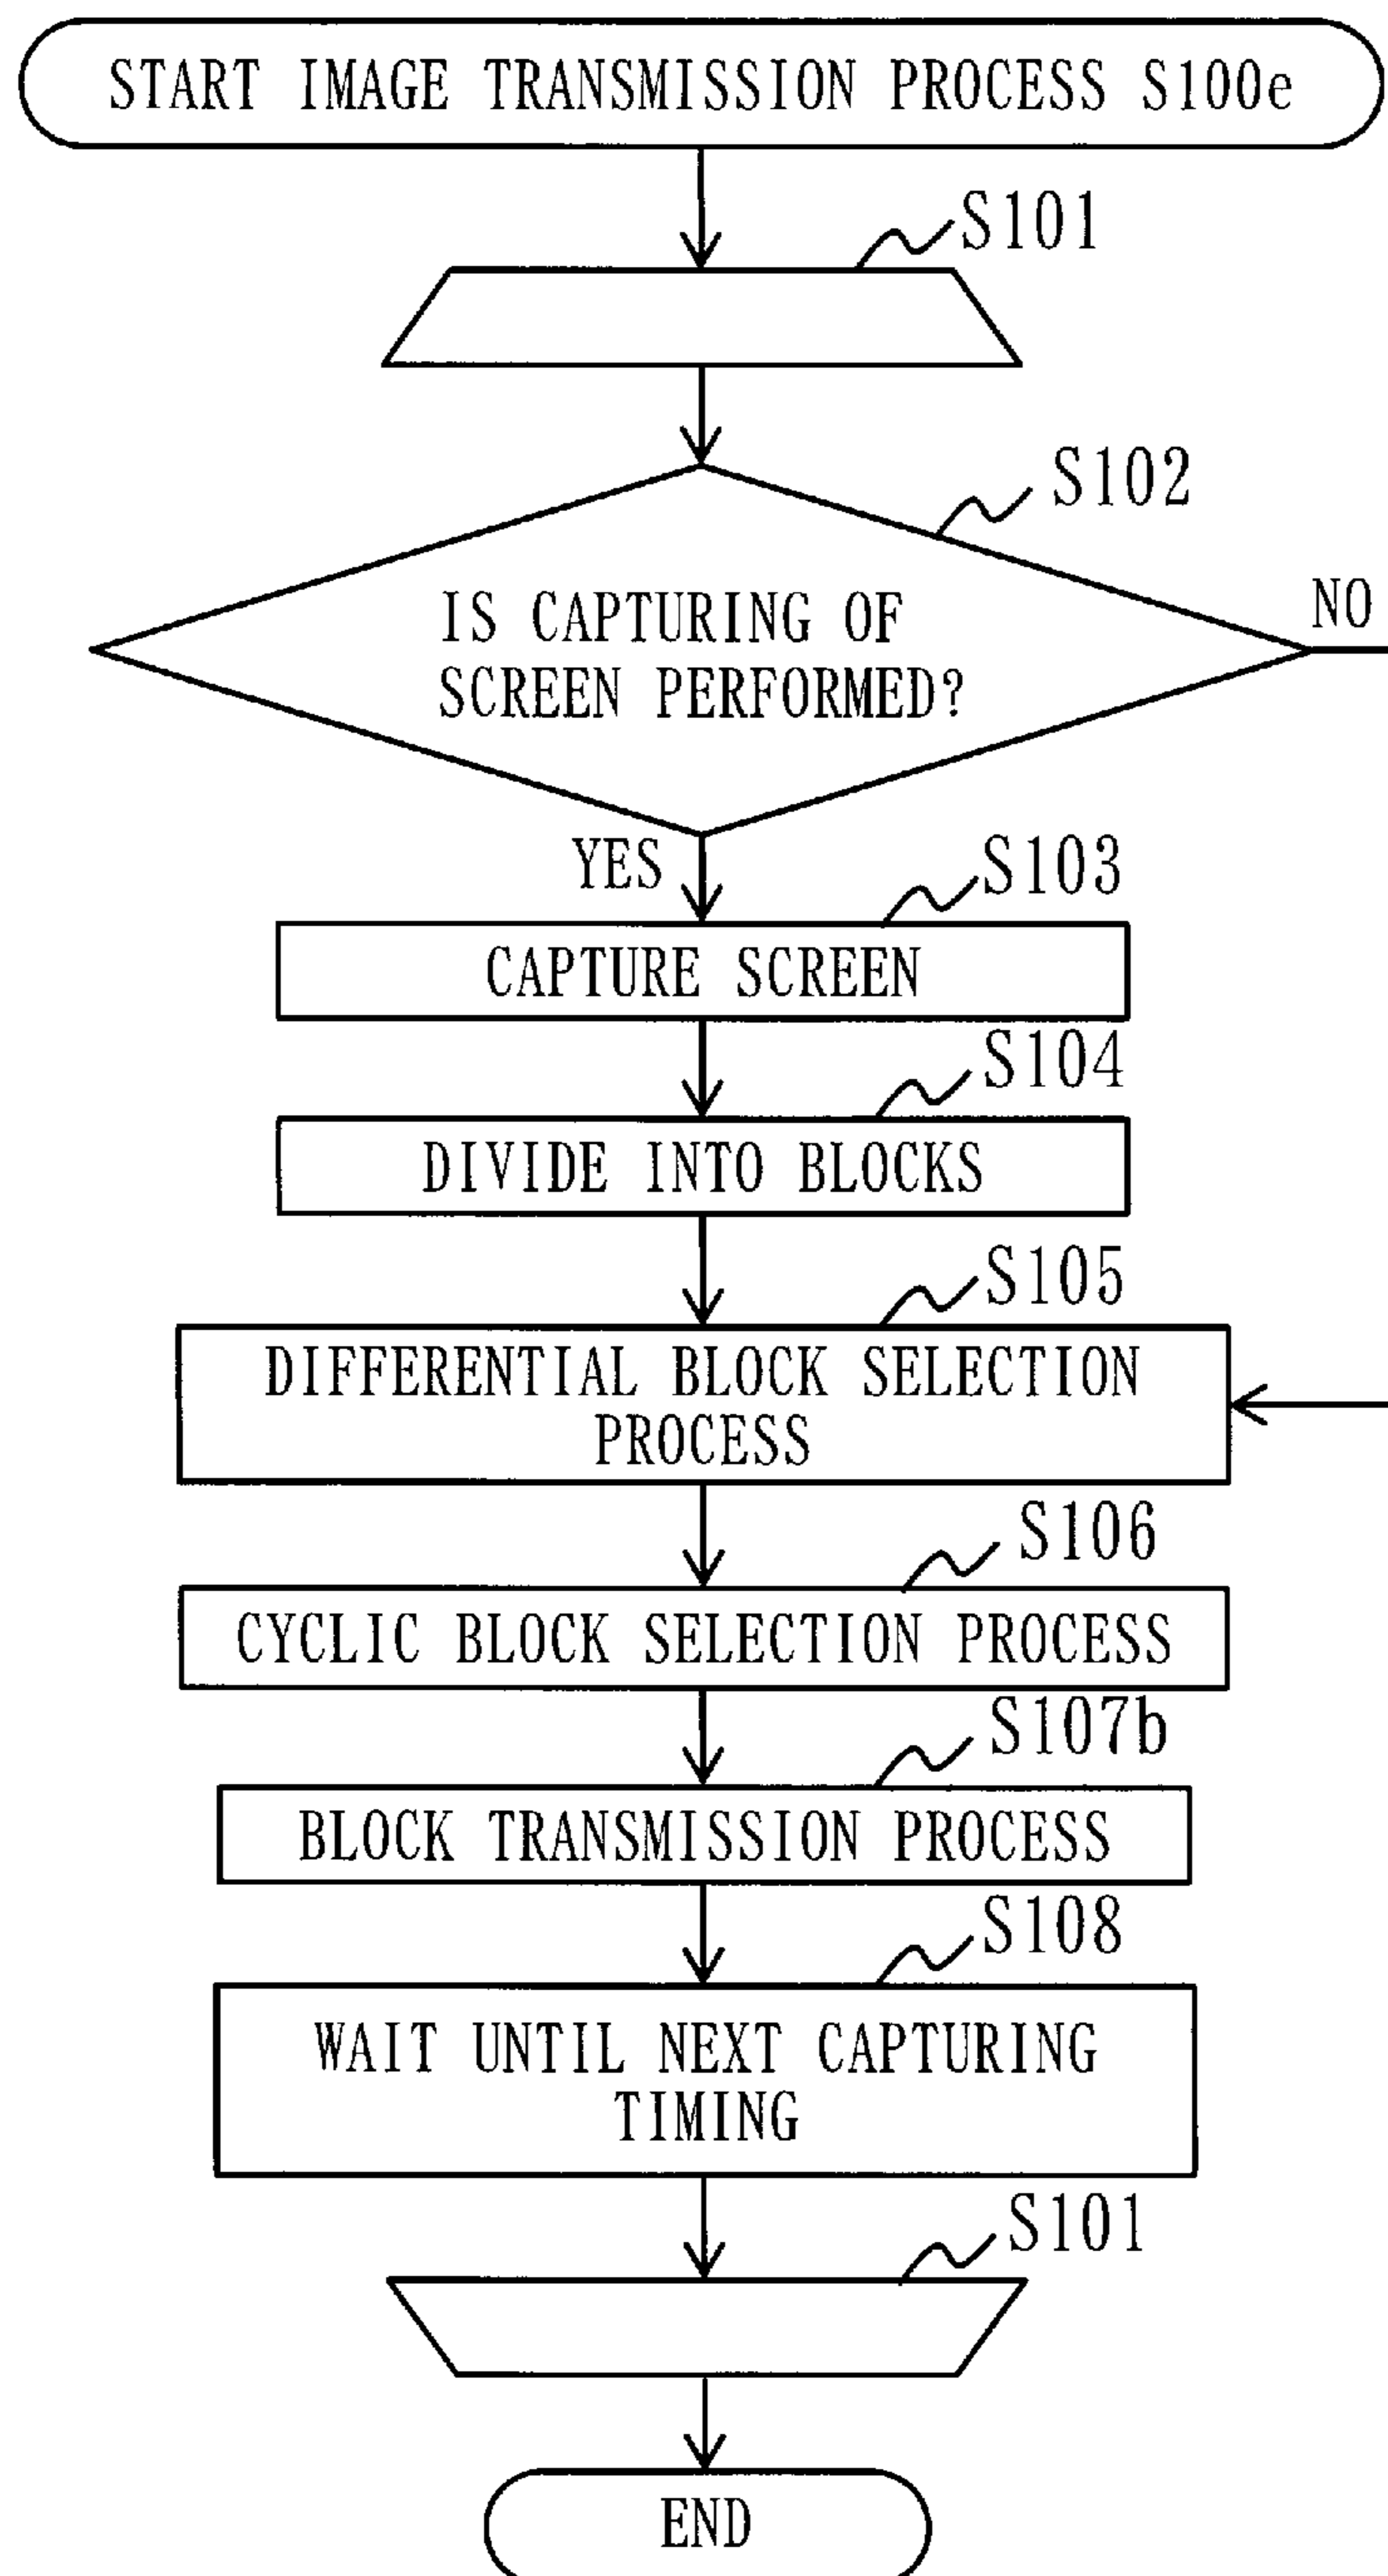 START IMAGE TRANSMISSION PROCESS S100e
S101
S102
IS CAPTURING OF
SCREEN PERFORMED?
NO
YES
S103
CAPTURE SCREEN
S104
DIVIDE INTO BLOCKS
S105
DIFFERENTIAL BLOCK SELECTION
PROCESS
S106
CYCLIC BLOCK SELECTION PROCESS
S107b
BLOCK TRANSMISSION PROCESS
S108
WAIT UNTIL NEXT CAPTURING
TIMING
S101
END